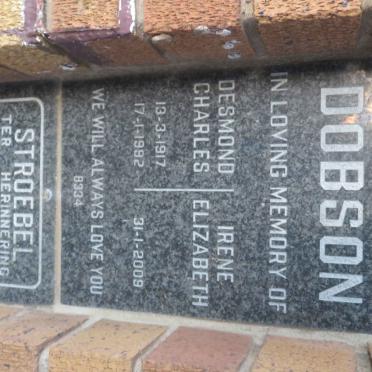 DOBSON
IN LOVING MEMORY OF
DESMOND IRENE
CHARLES ELIZABETH
13-3-1917
17-1-1992 31-1-2009
WE WILL ALWAYS LOVE YOU
8334
STROEBEL
TER HERINNERING